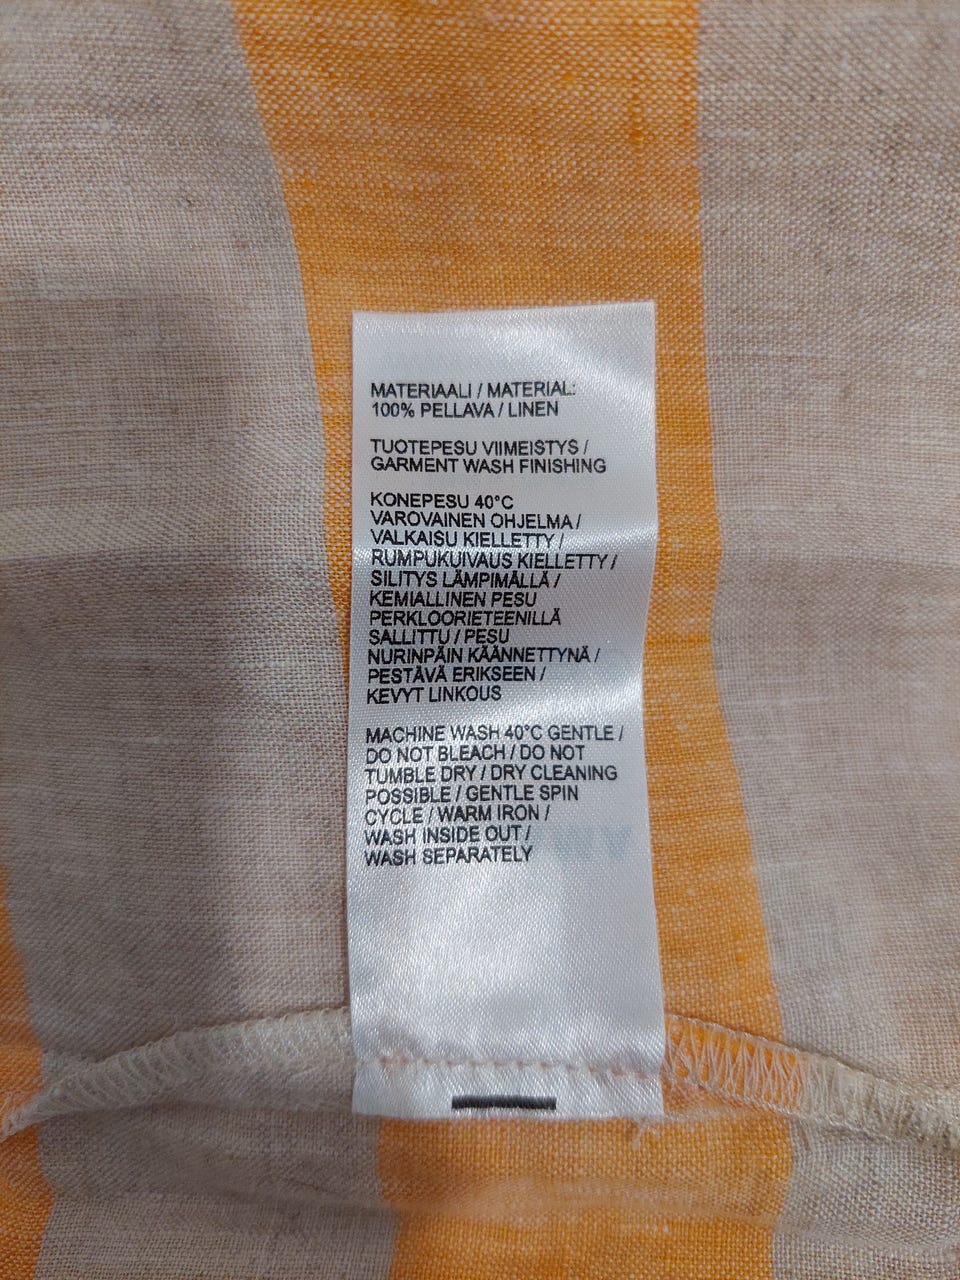 MATERIAALI / MATERIAL:
100% PELLAVA / LINEN
TUOTEPESU VIIMEISTYS /
GARMENT WASH FINISHING
KONEPESU 40°C
VAROVAINEN OHJELMA /
VALKAISU KIELLETTY /
RUMPUKUIVAUS KIELLETTY /
SILITYS LÄMPIMÄLLÄ /
KEMIALLINEN PESU
PERKLOORIETEENILLÄ
SALLITTU / PESU
NURINPÄIN KÄÄNNETTYNÄ /
PESTÄVÄ ERIKSEEN /
KEVYT LINKOUS
MACHINE WASH 40°C GENTLE /
DO NOT BLEACH / DO NOT
TUMBLE DRY / DRY CLEANING
POSSIBLE / GENTLE SPIN
CYCLE / WARM IRON /
WASH INSIDE OUT /
WASH SEPARATELY